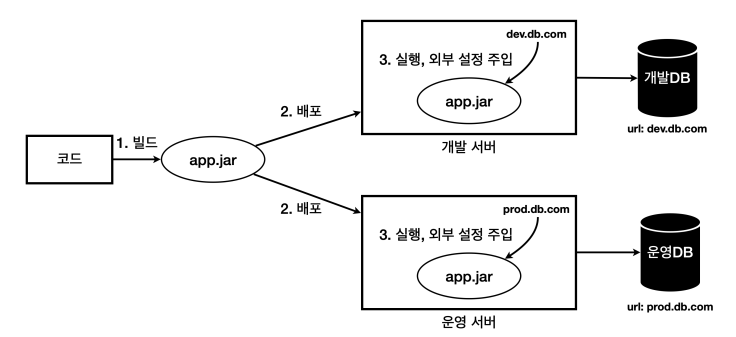 코드
1. 빌드
app.jar
2. 배포
2. 배포
dev.db.com
3. 실행, 외부 설정 주입
app.jar
개발 서버
개발DB
url: dev.db.com
prod.db.com
3. 실행, 외부 설정 주입
app.jar
운영 서버
운영DB
url: prod.db.com